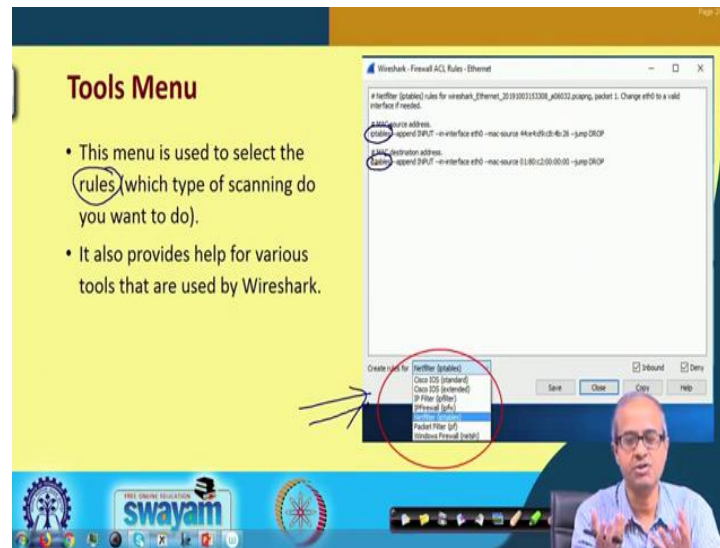 Tools Menu
• This menu is used to select the
rules (which type of scanning do
you want to do).
• It also provides help for various
tools that are used by Wireshark.
Wireshark - Firewall ACL Rules - Ethernet
# Netfilter (iptables) rules for wireshark_Ethernet_20191003153308_a06032.pcapng, packet 1. Change eth0 to a valid
interface if needed.
# MAC source address.
iptables --append INPUT --in-interface eth0 --mac-source --jump DROP
# MAC destination address.
iptables --append INPUT --in-interface eth0 --mac-source 01:80:c2:00:00:00 --jump DROP
Create rules for Netfilter (iptables)
Inbound
Deny
Cisco IOS (standard)
Cisco IOS (extended)
IP Filter (ipfilter)
IPFirewall (ipfw)
Netfilter (iptables)
Packet Filter (pf)
Windows Firewall (netsh)
Save
Close
Copy
Help
FREE ONLINE EDUCATION
swayam